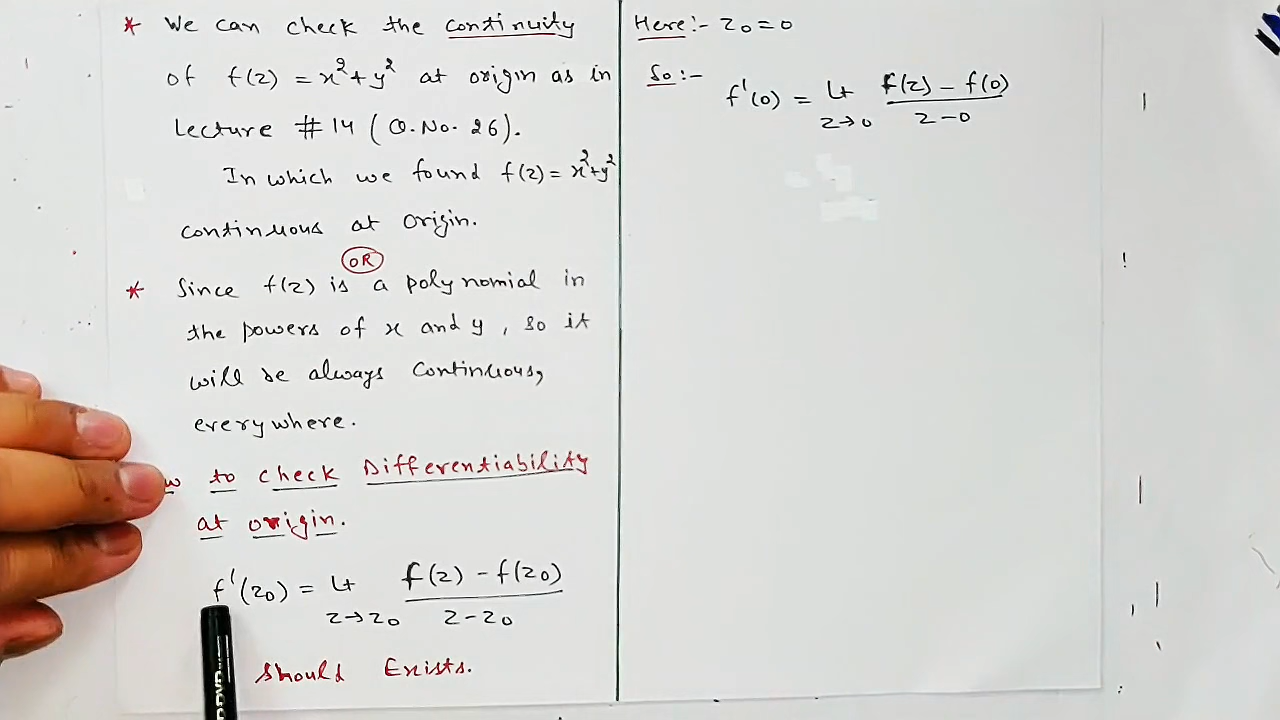 * We can check the continuity
of f(z) = x²+y² at origin as in
Lecture #14 (Q.No. 26).
In which we found f(z) = x²+y²
continuous at origin.
OR
* Since f(z) is a polynomial in
the powers of x and y, so it
will be always continuous,
everywhere.
to check Differentiability
at origin.
f'(z₀) = Lt f(z) - f(z₀)
z→z₀ z-z₀
should Exists.
Here:- z₀ = 0
So:-
f'(0) = Lt f(z) - f(0)
z→0 z-0